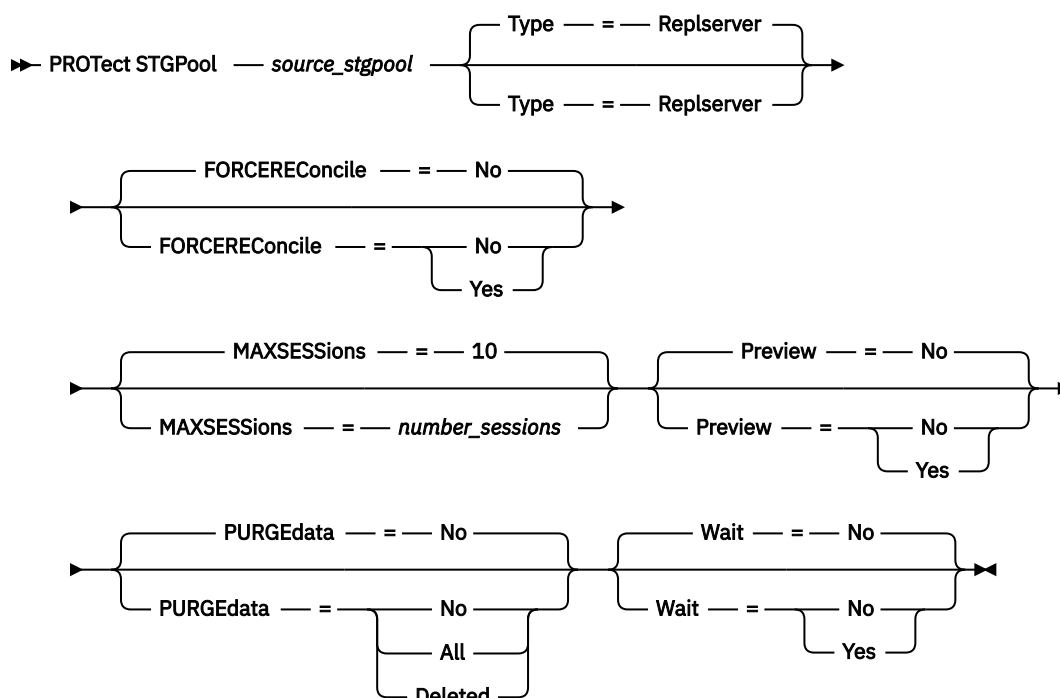 Type = Replserver
PROTect STGPool source_stgpool
Type = Replserver
FORCEREConcile = No
FORCEREConcile = No
Yes
MAXSESSions = 10 Preview = No
MAXSESSions = number_sessions Preview = No
Yes
PURGEdata = No Wait = No
PURGEdata = No Wait = No
All Yes
Deleted